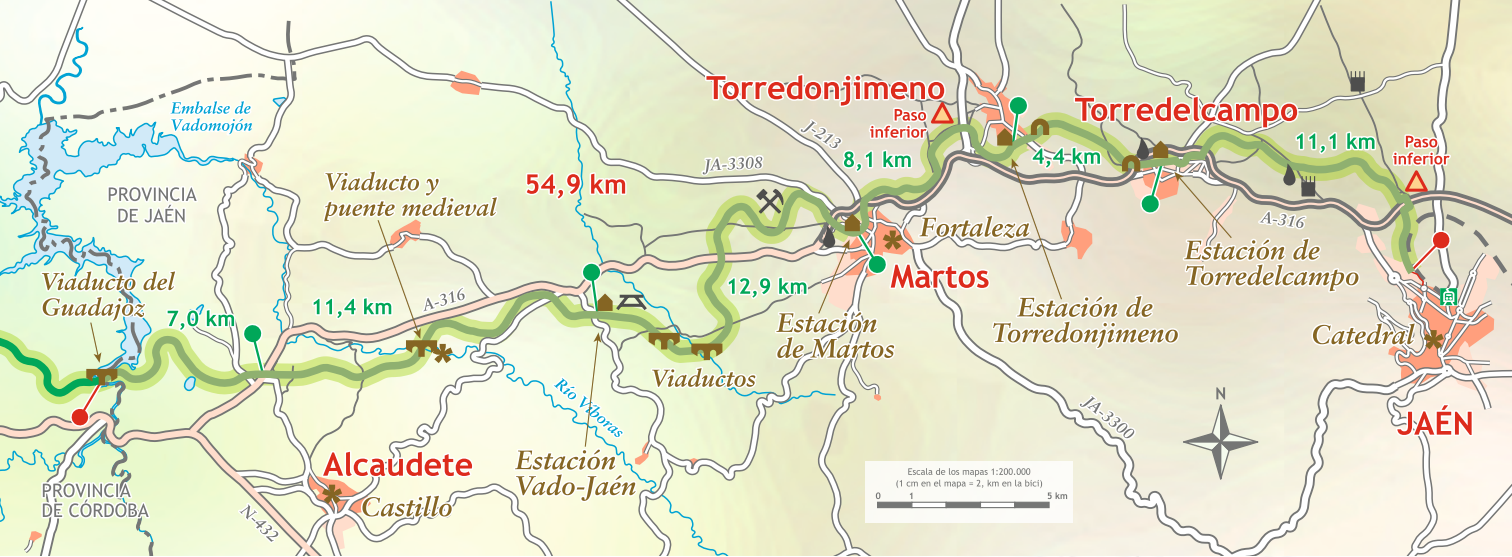 Torredonjimeno
Paso
inferior
J-213
Torredelcampo
8,1 km
4,4 km
11,1 km
Paso
inferior
Embalse de
Vadomojón
JA-3308
PROVINCIA
DE JAÉN
Viaducto y
puente medieval
54,9 km
A-316
Fortaleza
Estación de
Torredelcampo
Viaducto del
Guadajoz
Martos
12,9 km
7,0 km
11,4 km
A-316
Estación de
Torredonjimeno
Estación
de Martos
Catedral
Viaductos
Río Víboras
JA-3300
N
JAÉN
Alcaudete
Estación
Vado-Jaén
Castillo
PROVINCIA
DE CÓRDOBA
N-432
Escala de los mapas 1:200.000
(1 cm en el mapa = 2, km en la bici)
0 1 5 km